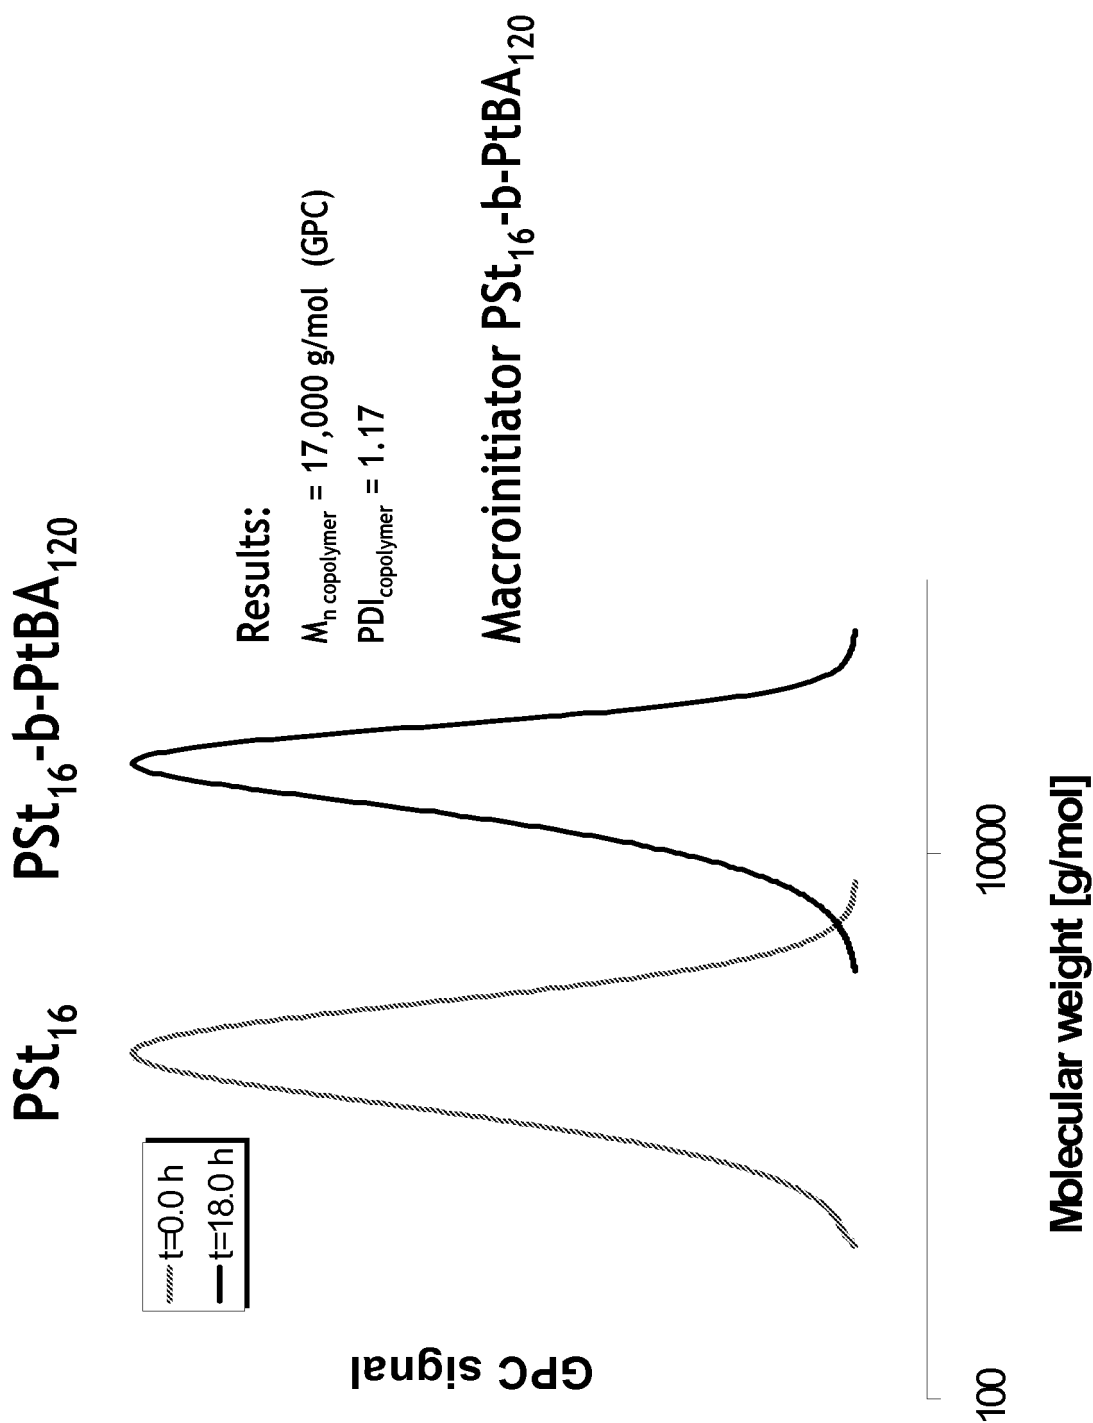 PSt16
PSt16-b-PtBA120
t=0.0 h
t=18.0 h
Results:
Mn copolymer = 17,000 g/mol (GPC)
PDIcopolymer = 1.17
Macroinitiator PSt16-b-PtBA120
GPC signal
100
10000
Molecular weight [g/mol]